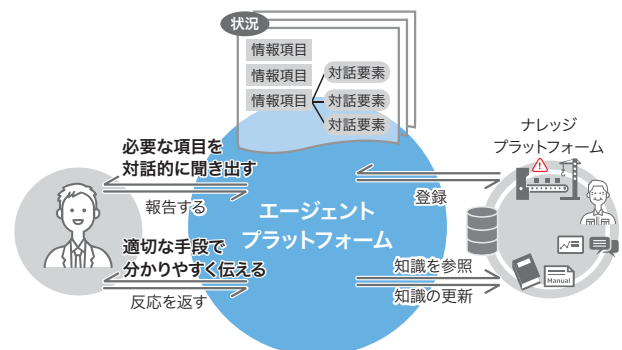 状況
情報項目
情報項目
情報項目
対話要素
対話要素
対話要素
ナレッジ
プラットフォーム
必要な項目を
対話的に聞き出す
報告する
登録
エージェント
プラットフォーム
適切な手段で
分かりやすく伝える
反応を返す
知識を参照
知識の更新
Manual